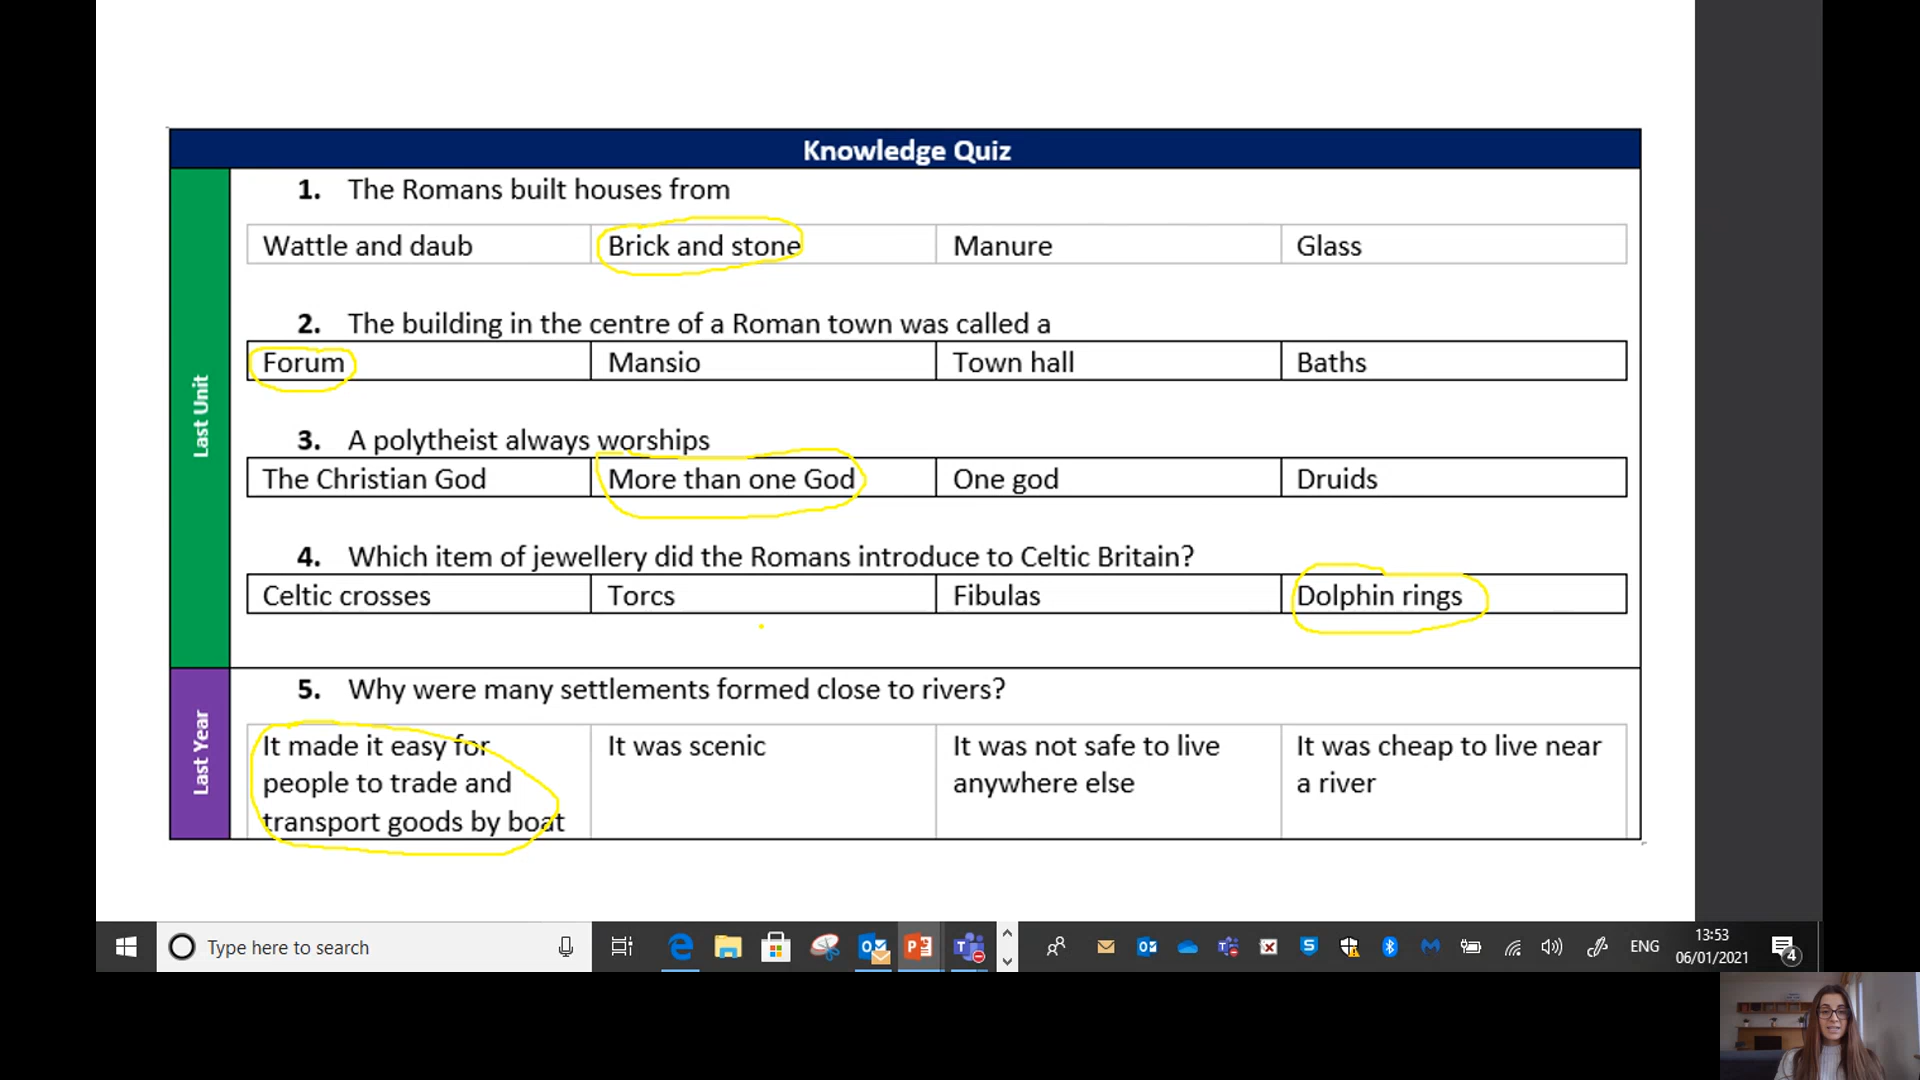 Knowledge Quiz
Last Unit
1. The Romans built houses from
Wattle and daub Brick and stone Manure Glass
2. The building in the centre of a Roman town was called a
Forum Mansio Town hall Baths
3. A polytheist always worships
The Christian God More than one God One god Druids
4. Which item of jewellery did the Romans introduce to Celtic Britain?
Celtic crosses Torcs Fibulas Dolphin rings
Last Year
5. Why were many settlements formed close to rivers?
It made it easy for It was scenic It was not safe to live It was cheap to live near
people to trade and anywhere else a river
transport goods by boat
Type here to search
ENG
13:53
06/01/2021
4